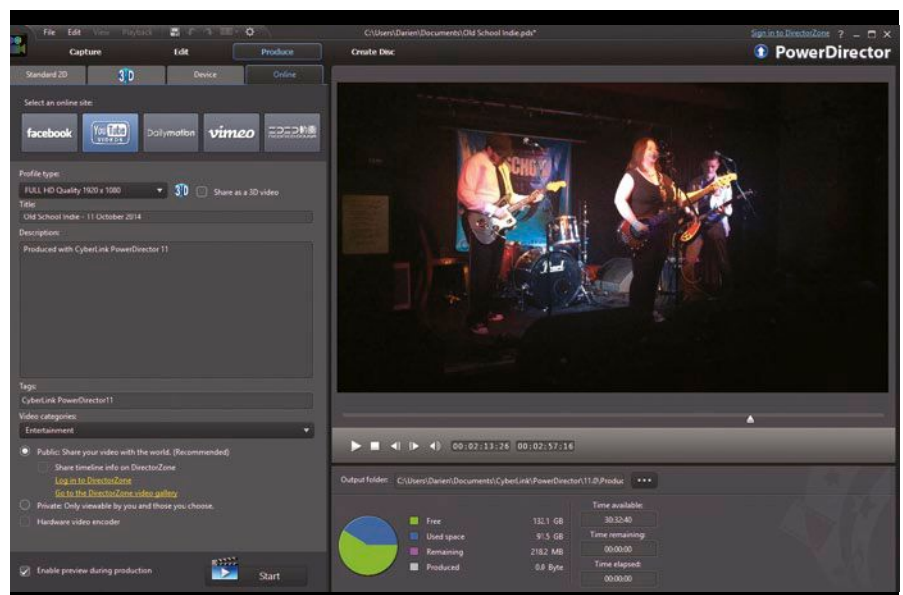 File Edit View Playback
C:\Users\Darien\Documents\Old School Indie.pds*
Sign in to DirectorZone ?
Capture Edit Produce Create Disc
PowerDirector
Standard 2D 3D Device Online
Select an online site:
facebook YouTube VIDEOS Dailymotion vimeo
Profile type:
FULL HD Quality 1920 x 1080 3D Share as a 3D video
Title:
Old School Indie - 11 October 2014
Description:
Produced with CyberLink PowerDirector 11
Tags:
CyberLink PowerDirector11
Video categories:
Entertainment
Public: Share your video with the world. (Recommended)
Share timeline info on DirectorZone
Log in to DirectorZone
Go to the DirectorZone video gallery
Private: Only viewable by you and those you choose.
Hardware video encoder
Enable preview during production
Start
Pearl
00:02:13:26 00:02:57:16
Output folder: C:\Users\Darien\Documents\CyberLink\PowerDirector\11.0\Produc ...
Free 132.1 GB
Used space 91.5 GB
Remaining 218.2 MB
Produced 0.0 Byte
Time available:
30:32:40
Time remaining:
00:00:00
Time elapsed:
00:00:00